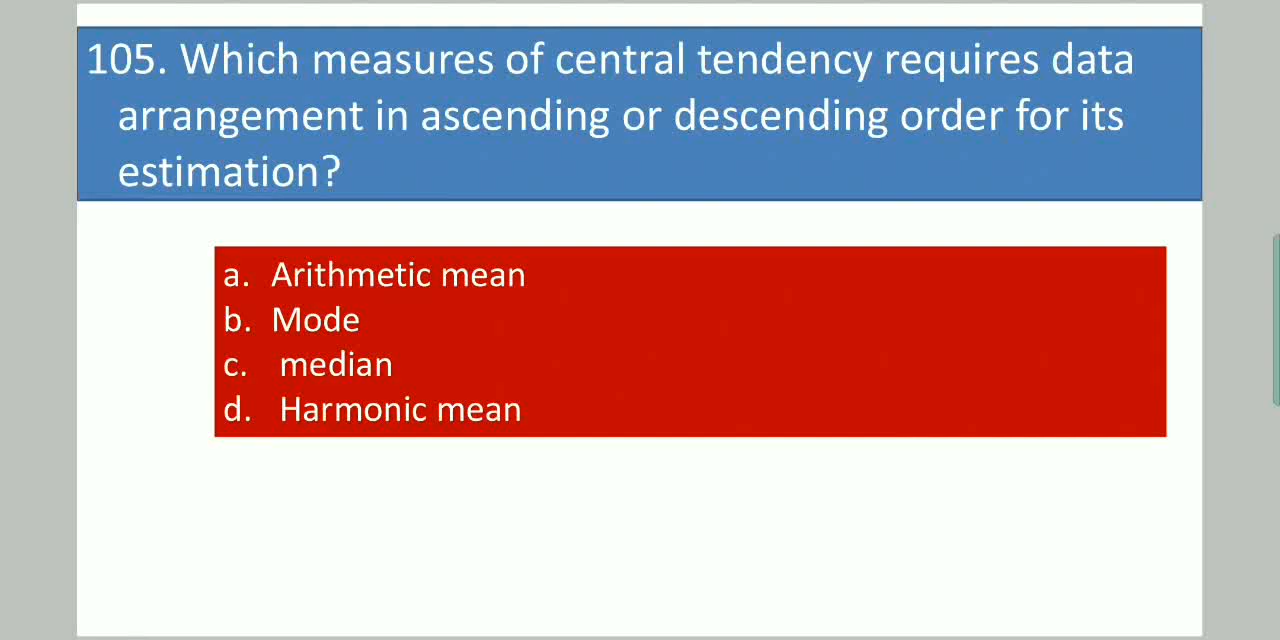 105. Which measures of central tendency requires data
arrangement in ascending or descending order for its
estimation?
a. Arithmetic mean
b. Mode
c. median
d. Harmonic mean